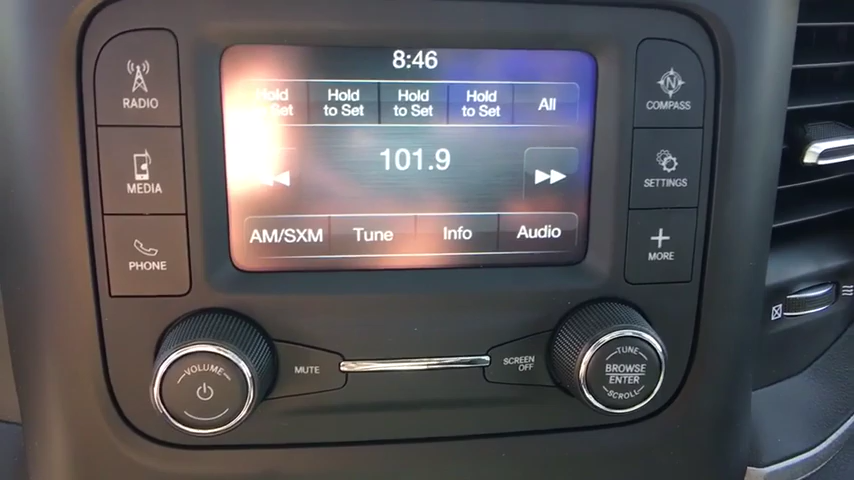 8:46
Hold
to Set
Hold
to Set
Hold
to Set
Hold
to Set
All
101.9
AM/SXM
Tune
Info
Audio
RADIO
MEDIA
PHONE
N
COMPASS
SETTINGS
MORE
VOLUME
MUTE
SCREEN
OFF
TUNE
BROWSE
ENTER
SCROLL